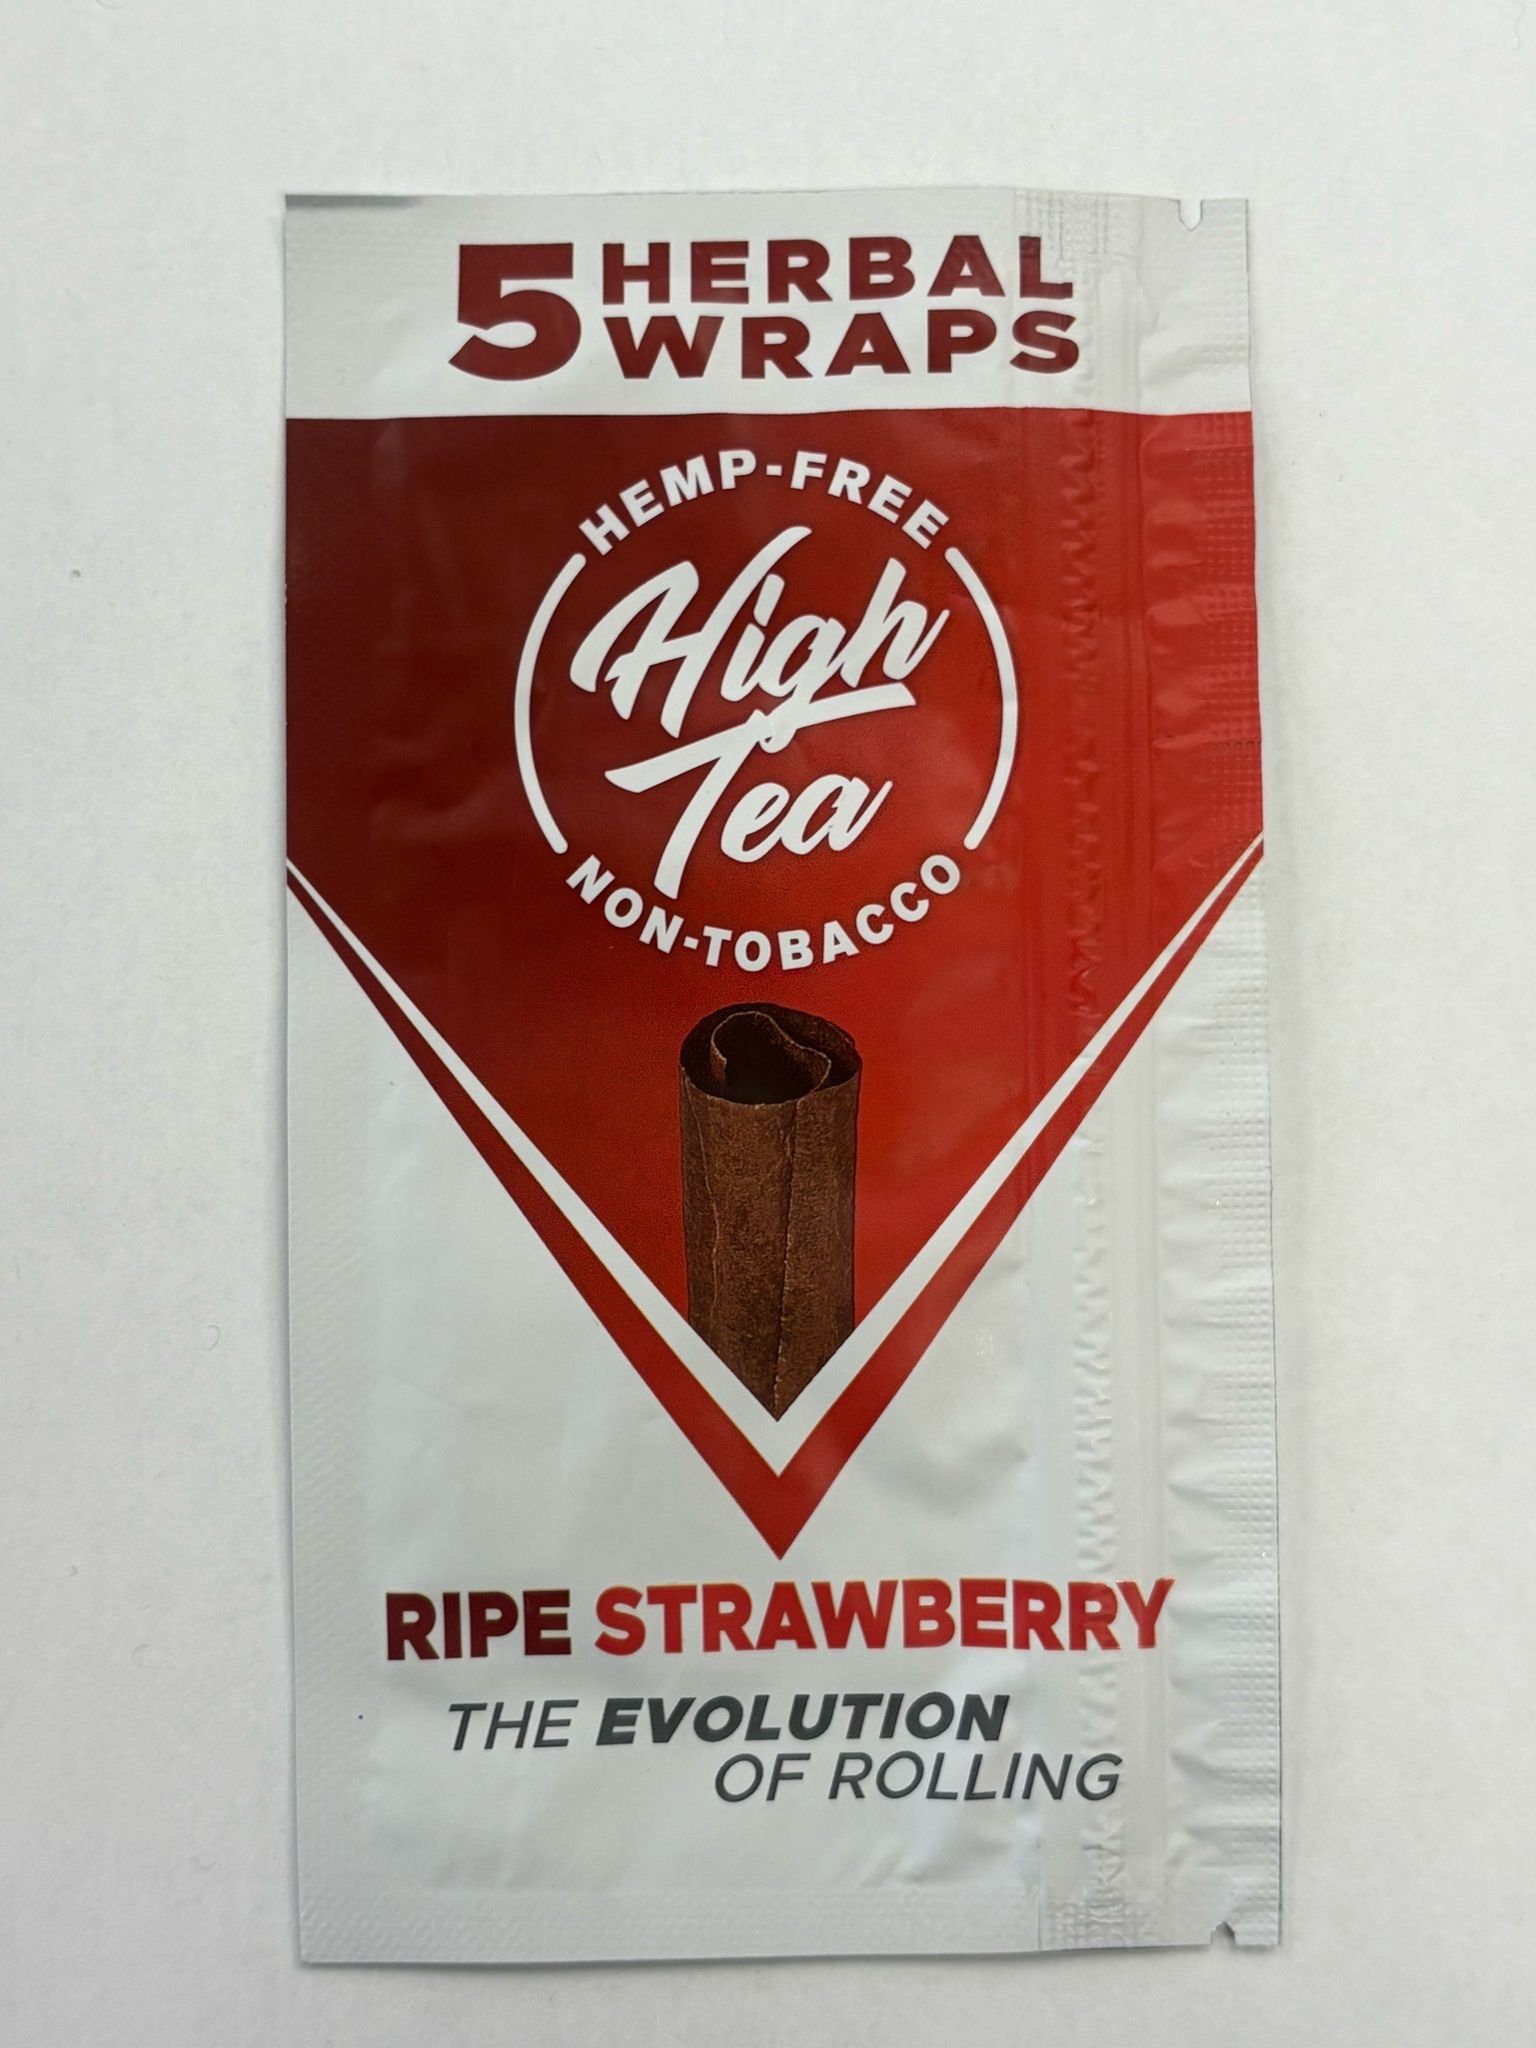 5 HERBAL
WRAPS
HEMP-FREE
High
Tea
NON-TOBACCO
RIPE STRAWBERRY
THE EVOLUTION
OF ROLLING